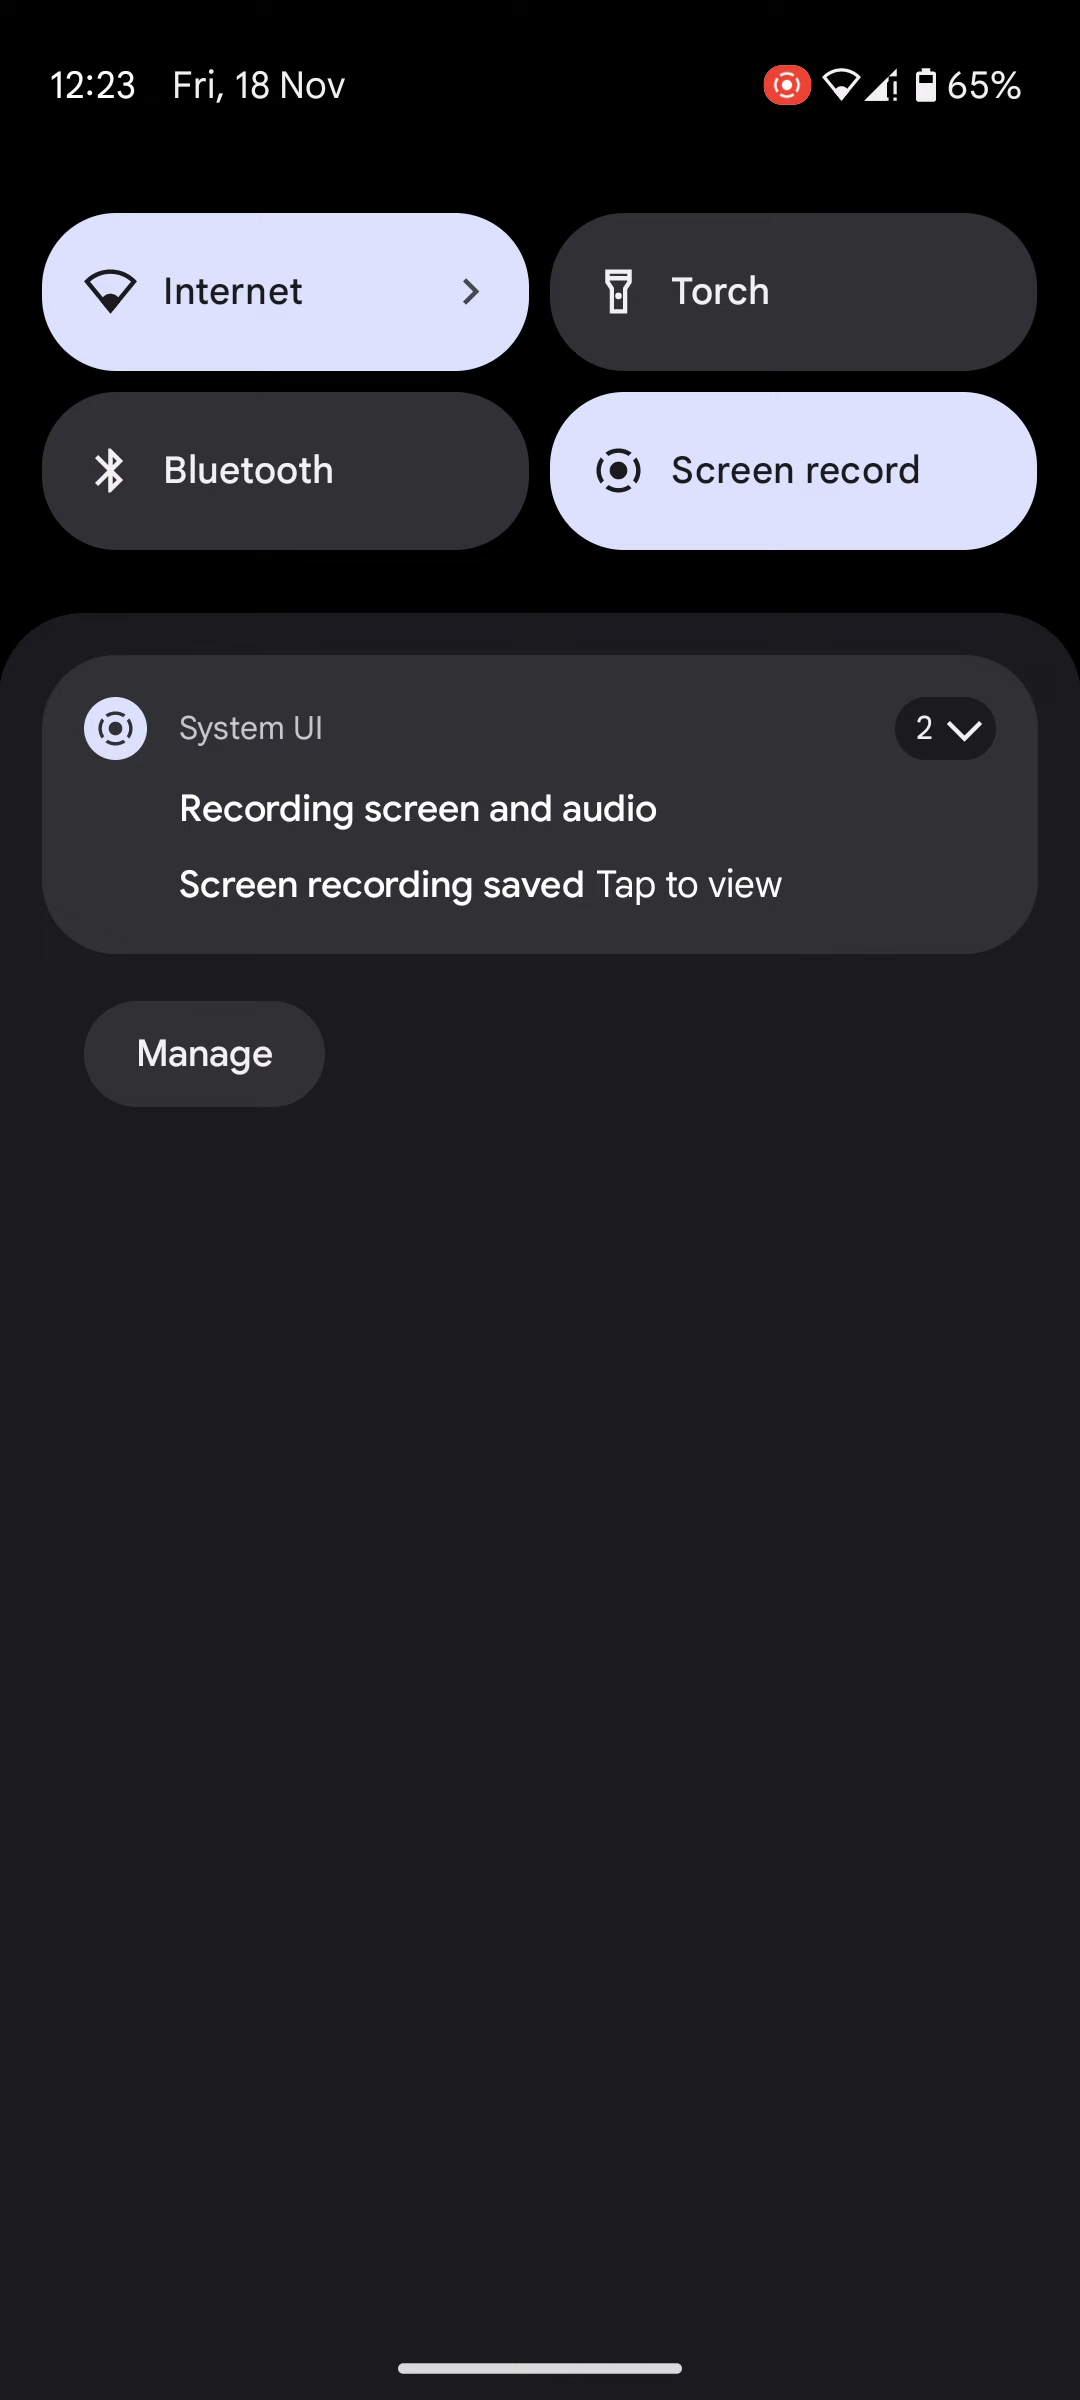 12:23 Fri, 18 Nov 65%
Internet
Torch
Bluetooth
Screen record
System UI 2
Recording screen and audio
Screen recording saved Tap to view
Manage